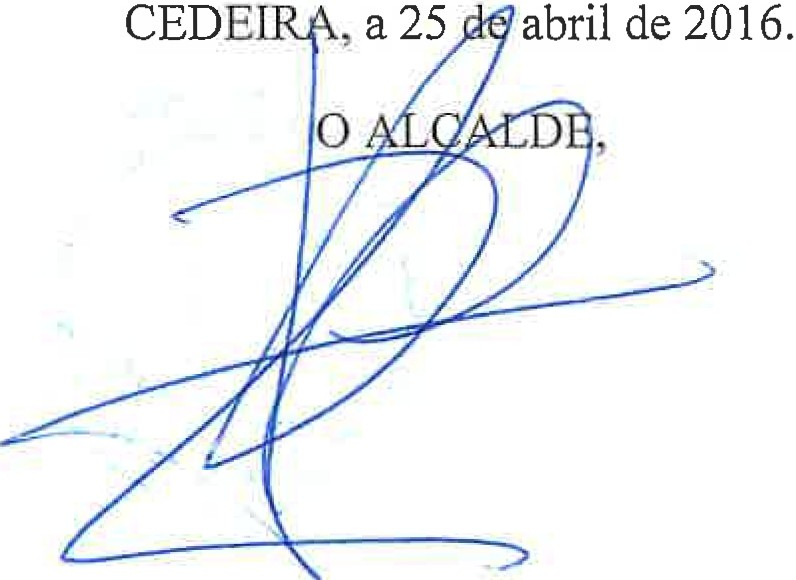 CEDEIRA, a 25 de abril de 2016.
O ALCALDE,